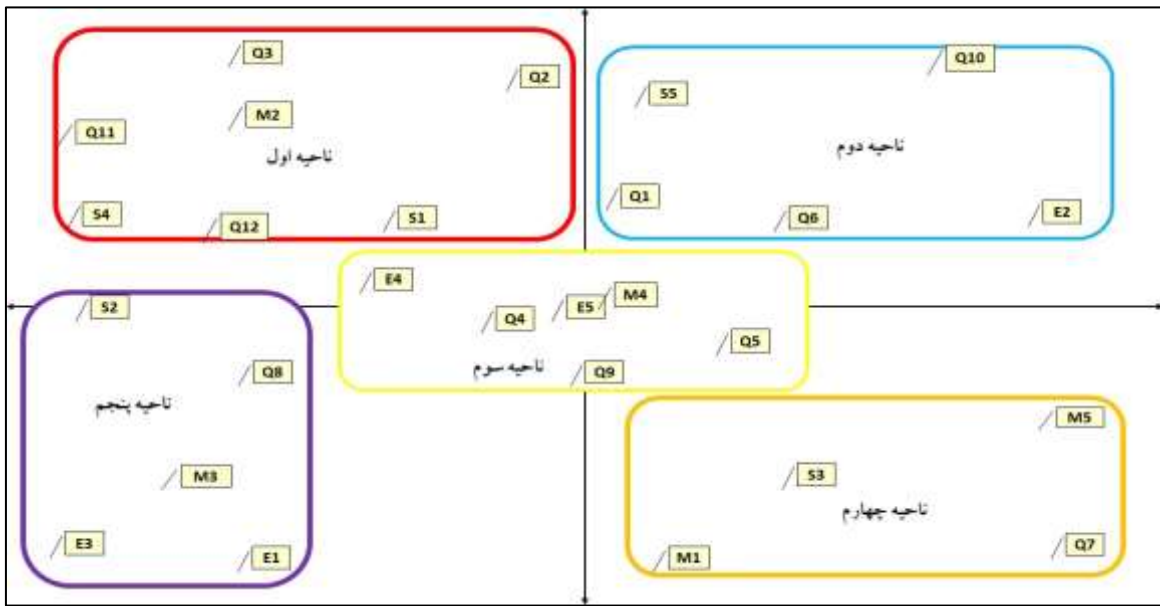 Q3
Q2
M2
Q11
ناحیه اول
S4
Q12
S1
Q10
S5
ناحیه دوم
Q1
Q6
E2
E4
M4
E5
Q4
Q5
ناحیه سوم
Q9
S2
Q8
ناحیه پنجم
M3
E3
E1
M5
S3
ناحیه چهارم
Q7
M1